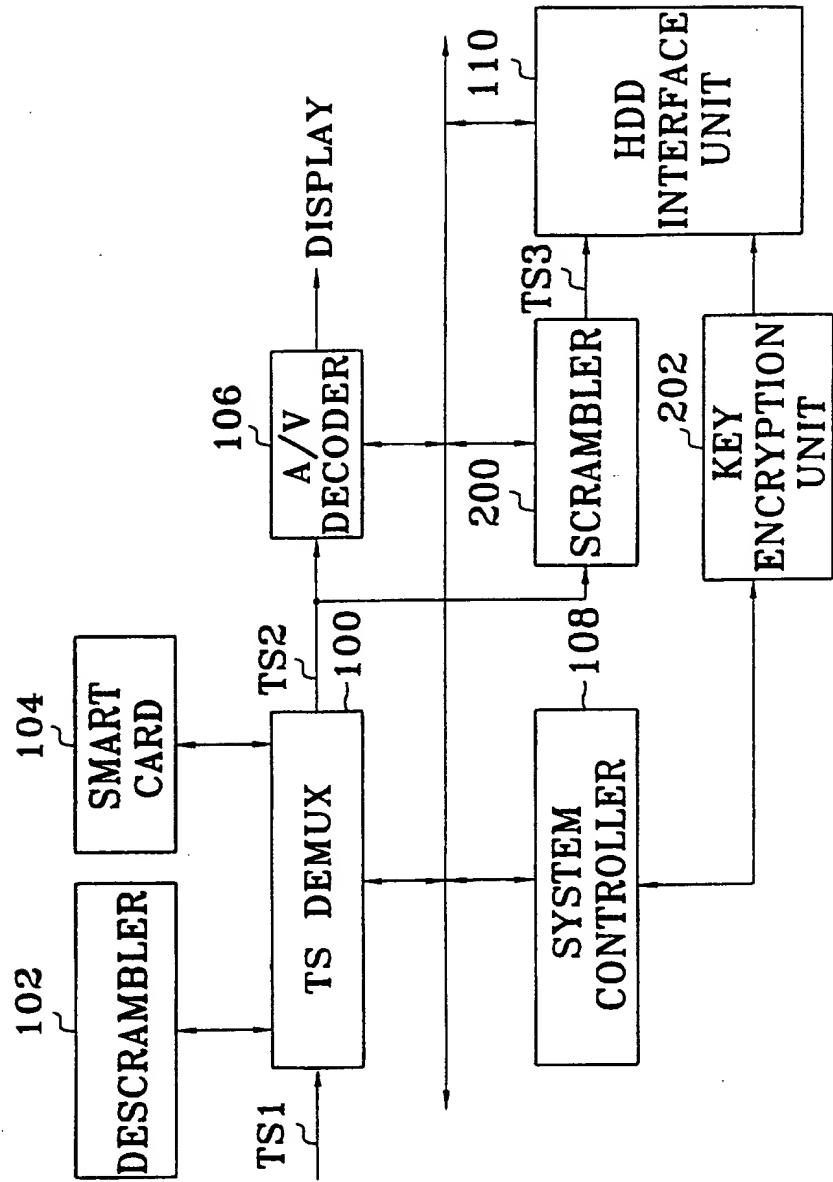 102
DESCRAMBLER
104
SMART
CARD
TS1
TS DEMUX
TS2
100
106
A/V
DECODER
DISPLAY
108
SYSTEM
CONTROLLER
200
SCRAMBLER
TS3
110
HDD
INTERFACE
UNIT
202
KEY
ENCRYPTION
UNIT